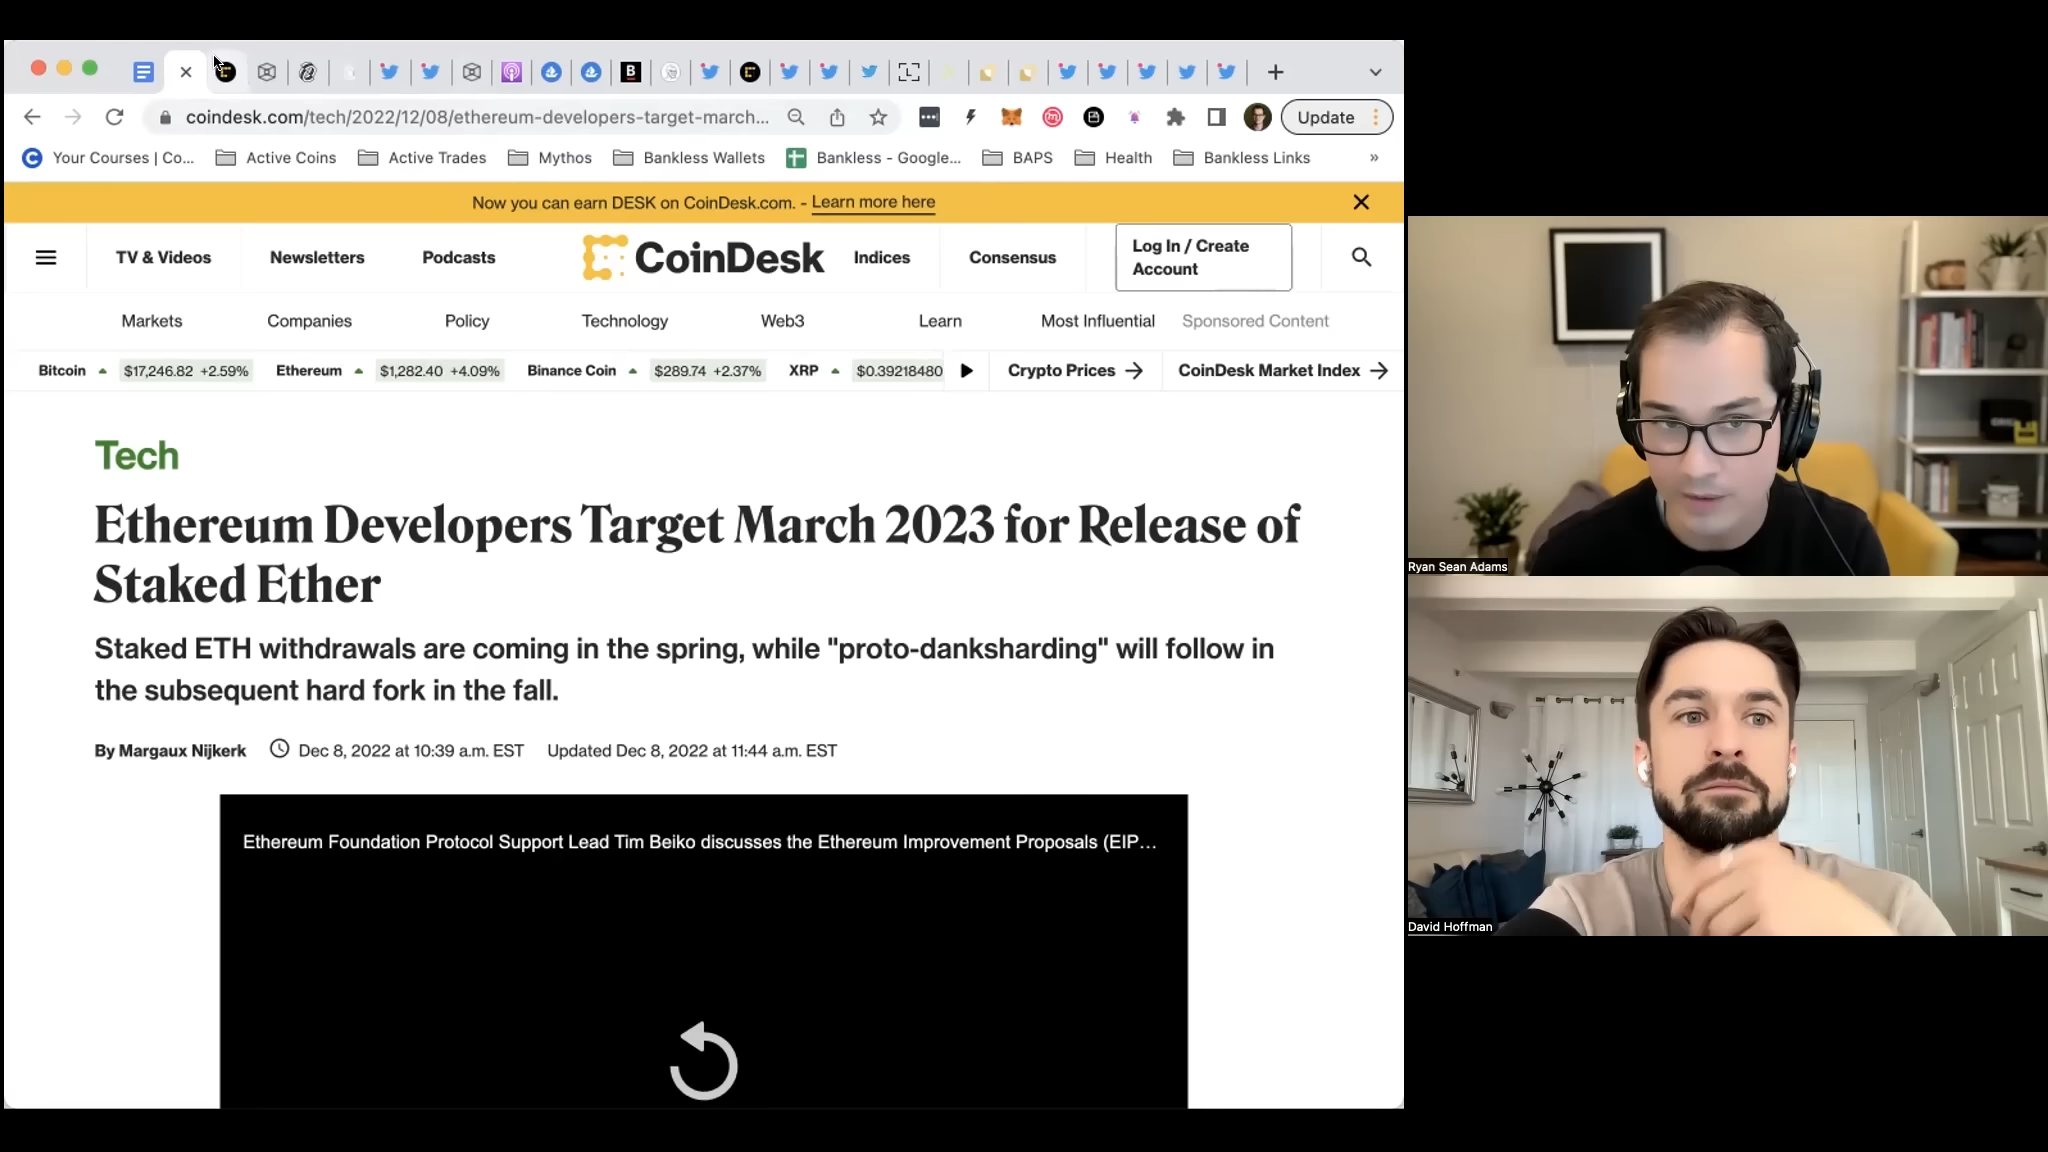 coindesk.com/tech/2022/12/08/ethereum-developers-target-march...
Update
Your Courses | Co...
Active Coins
Active Trades
Mythos
Bankless Wallets
Bankless - Google...
BAPS
Health
Bankless Links
»
Now you can earn DESK on CoinDesk.com. - Learn more here
TV & Videos
Newsletters
Podcasts
CoinDesk
Indices
Consensus
Log In / Create
Account
Markets
Companies
Policy
Technology
Web3
Learn
Most Influential
Sponsored Content
Bitcoin $17,246.82 +2.59%
Ethereum $1,282.40 +4.09%
Binance Coin $289.74 +2.37%
XRP $0.39218480
Crypto Prices →
CoinDesk Market Index →
Tech
Ethereum Developers Target March 2023 for Release of
Staked Ether
Staked ETH withdrawals are coming in the spring, while "proto-danksharding" will follow in
the subsequent hard fork in the fall.
By Margaux Nijkerk Dec 8, 2022 at 10:39 a.m. EST Updated Dec 8, 2022 at 11:44 a.m. EST
Ethereum Foundation Protocol Support Lead Tim Beiko discusses the Ethereum Improvement Proposals (EIP...
Ryan Sean Adams
David Hoffman